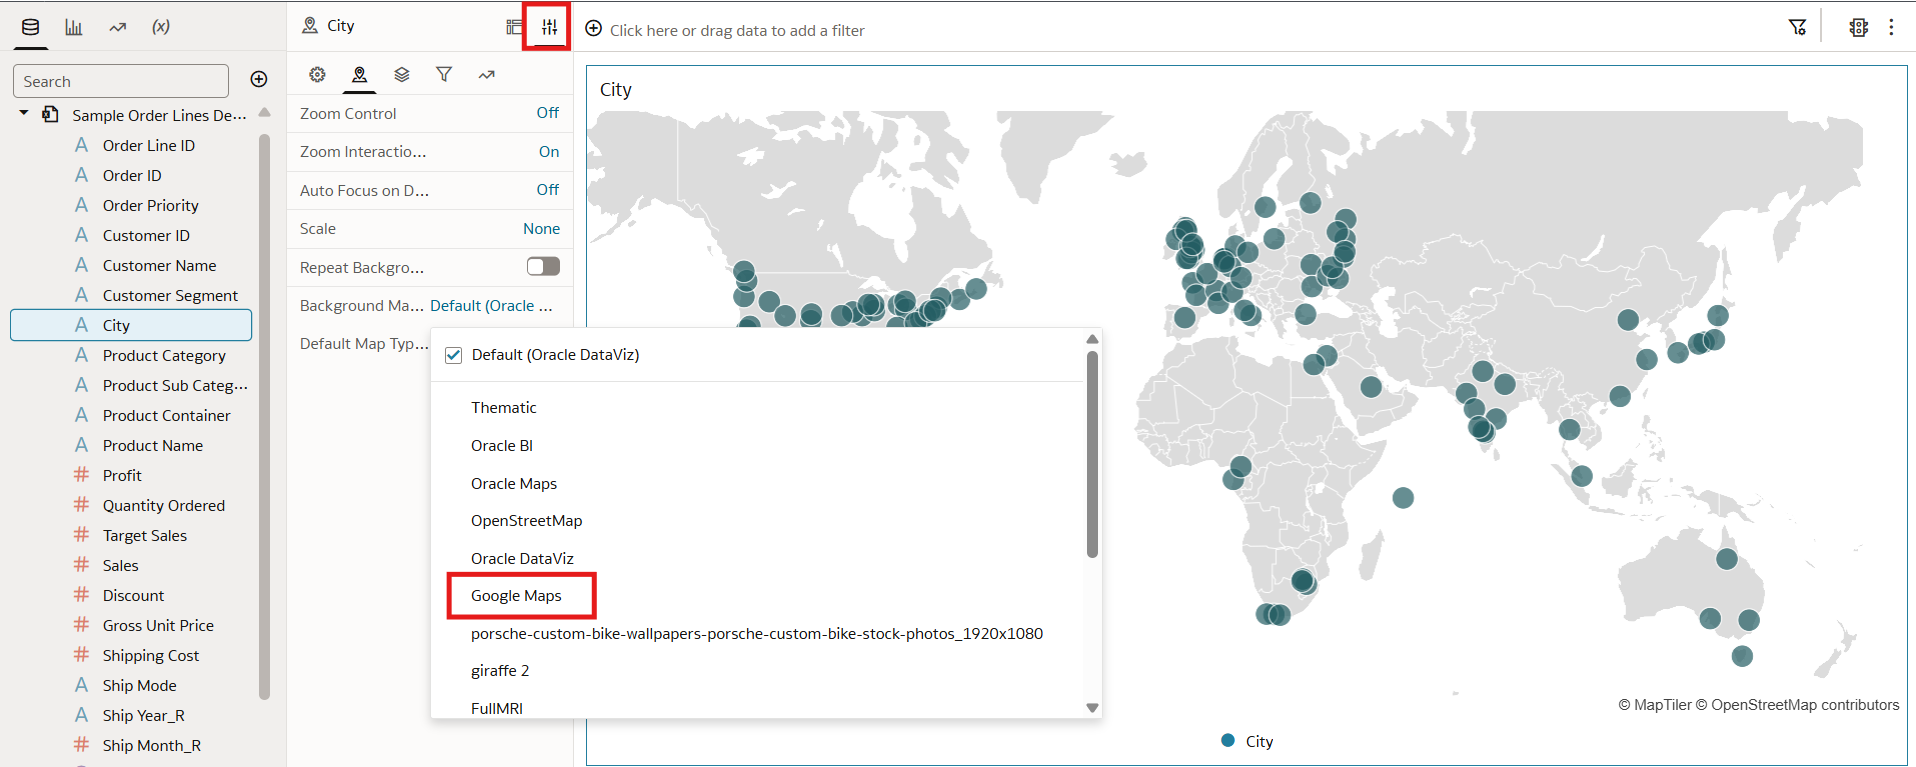 (x)
Search
Sample Order Lines De...
A Order Line ID
A Order ID
A Order Priority
A Customer ID
A Customer Name
A Customer Segment
A City
A Product Category
A Product Sub Categ...
A Product Container
A Product Name
# Profit
# Quantity Ordered
# Target Sales
# Sales
# Discount
# Gross Unit Price
# Shipping Cost
A Ship Mode
A Ship Year_R
# Ship Month_R
City
Zoom Control Off
Zoom Interactio... On
Auto Focus on D... Off
Scale None
Repeat Backgro...
Background Ma... Default (Oracle ...
Default Map Typ...
Default (Oracle DataViz)
Thematic
Oracle BI
Oracle Maps
OpenStreetMap
Oracle DataViz
Google Maps
porsche-custom-bike-wallpapers-porsche-custom-bike-stock-photos_1920x1080
giraffe 2
FullMRI
Click here or drag data to add a filter
City
© MapTiler © OpenStreetMap contributors
City